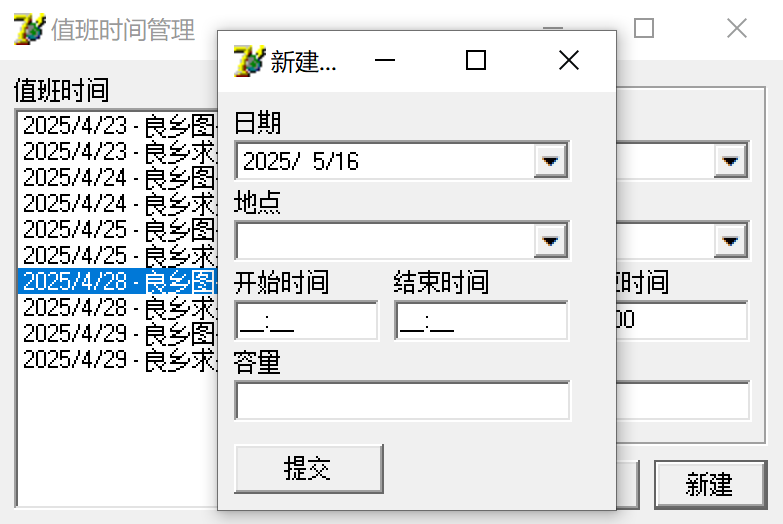 值班时间管理
值班时间
2025/4/23 - 良乡图
2025/4/23 - 良乡求
2025/4/24 - 良乡图
2025/4/24 - 良乡求
2025/4/25 - 良乡图
2025/4/25 - 良乡求
2025/4/28 - 良乡图
2025/4/28 - 良乡求
2025/4/29 - 良乡图
2025/4/29 - 良乡求
新建...
日期
2025/ 5/16
地点
开始时间
结束时间
__:__
__:__
容量
提交
时间
00
新建